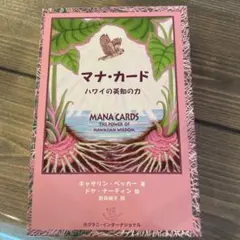 マナ・カード
ハワイの英知の力
MANA CARDS
THE POWER OF
HAWAIIAN WISDOM
キャサリン・ベッカー 著
ドヤ・ナーディン 絵